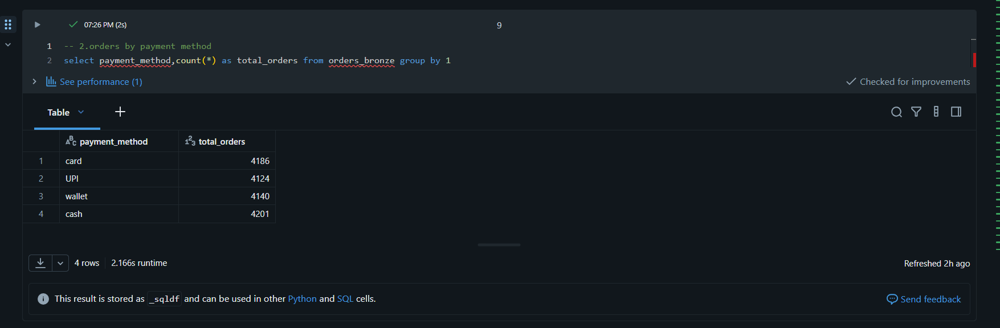 07:26 PM (2s)
9
1 -- 2.orders by payment method
2 select payment_method,count(*) as total_orders from orders_bronze group by 1
See performance (1)
Checked for improvements
Table
payment_method total_orders
1 card 4186
2 UPI 4124
3 wallet 4140
4 cash 4201
4 rows 2.166s runtime
Refreshed 2h ago
This result is stored as _sqldf and can be used in other Python and SQL cells.
Send feedback